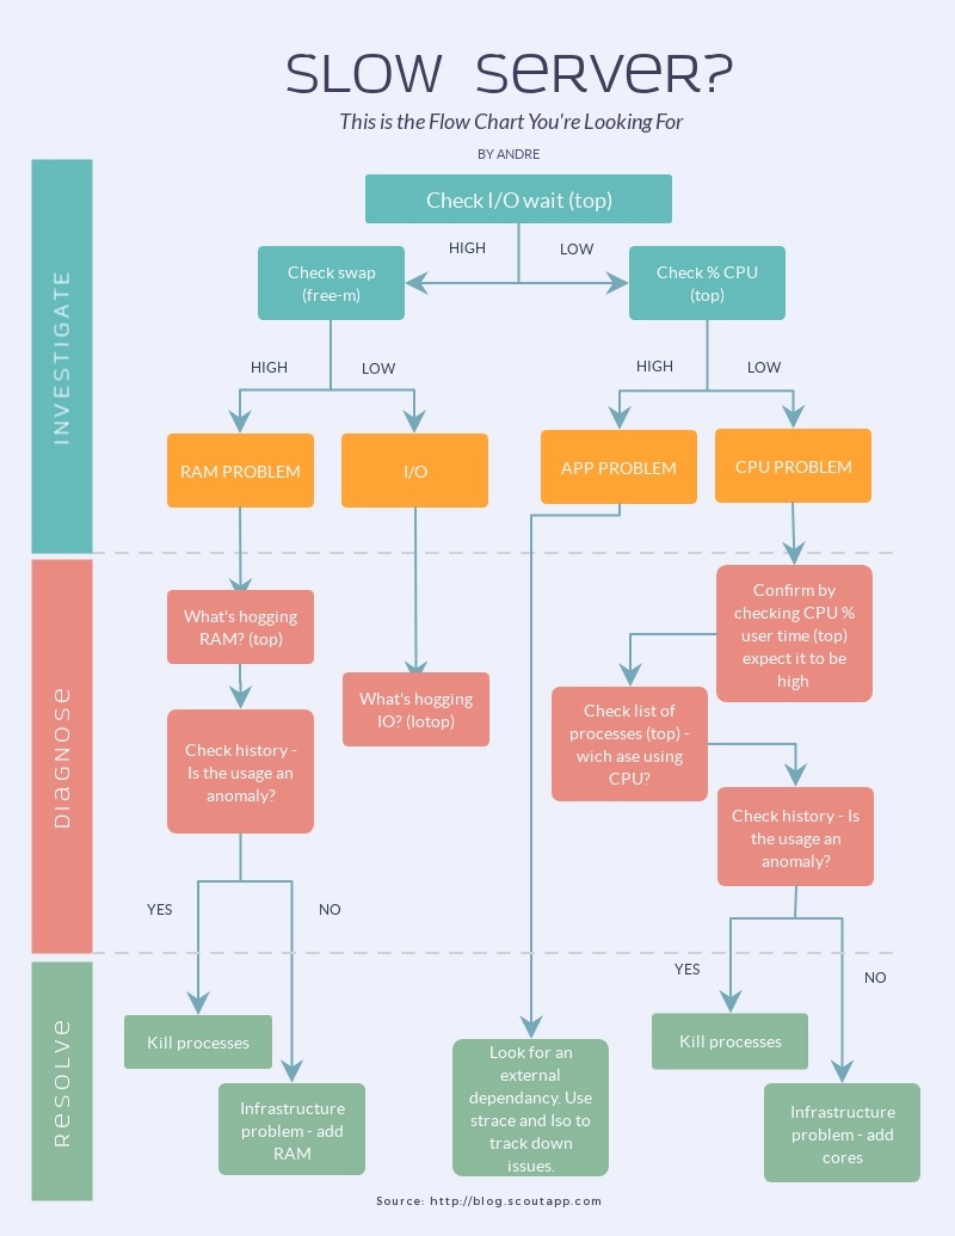 SLOW SERVER?
This is the Flow Chart You're Looking For
BY ANDRE
INVESTIGATE
Check I/O wait (top)
HIGH
LOW
Check swap
(free-m)
Check % CPU
(top)
HIGH
LOW
HIGH
LOW
RAM PROBLEM
I/O
APP PROBLEM
CPU PROBLEM
DIAGNOSE
What's hogging
RAM? (top)
What's hogging
IO? (Iotop)
Confirm by
checking CPU %
user time (top)
expect it to be
high
Check list of
processes (top) -
wich ase using
CPU?
Check history -
Is the usage an
anomaly?
Check history - Is
the usage an
anomaly?
YES
NO
YES
NO
RESOLVE
Kill processes
Infrastructure
problem - add
RAM
Look for an
external
dependancy. Use
strace and Iso to
track down
issues.
Kill processes
Infrastructure
problem - add
cores
Source: http://blog.scoutapp.com